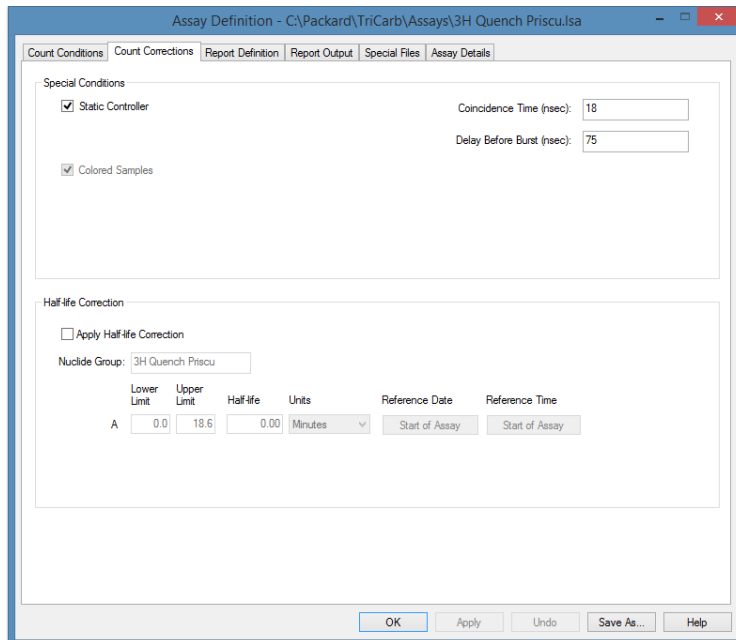 Assay Definition - C:\Packard\TriCarb\Assays\3H Quench Priscu.lsa
Count Conditions Count Corrections Report Definition Report Output Special Files Assay Details
Special Conditions
Static Controller
Coincidence Time (nsec): 18
Delay Before Burst (nsec): 75
Colored Samples
Half-life Correction
Apply Half-life Correction
Nuclide Group: 3H Quench Priscu
Lower Limit Upper Limit Half-life Units Reference Date Reference Time
A 0.0 18.6 0.00 Minutes Start of Assay Start of Assay
OK Apply Undo Save As... Help